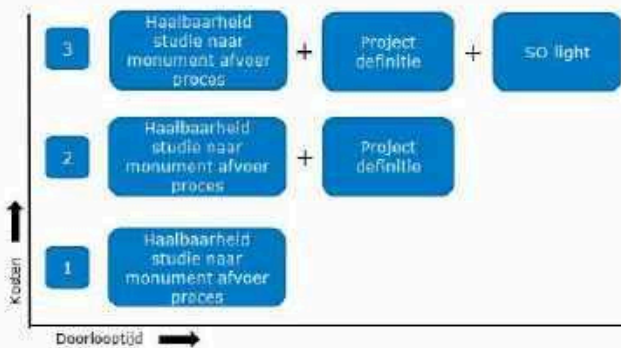 3
Haalbaarheid
studie naar
monument afvoer
proces
+
Project
definitie
+
SO light
2
Haalbaarheid
studie naar
monument afvoer
proces
+
Project
definitie
1
Haalbaarheid
studie naar
monument afvoer
proces
Kosten
Doorlooptijd